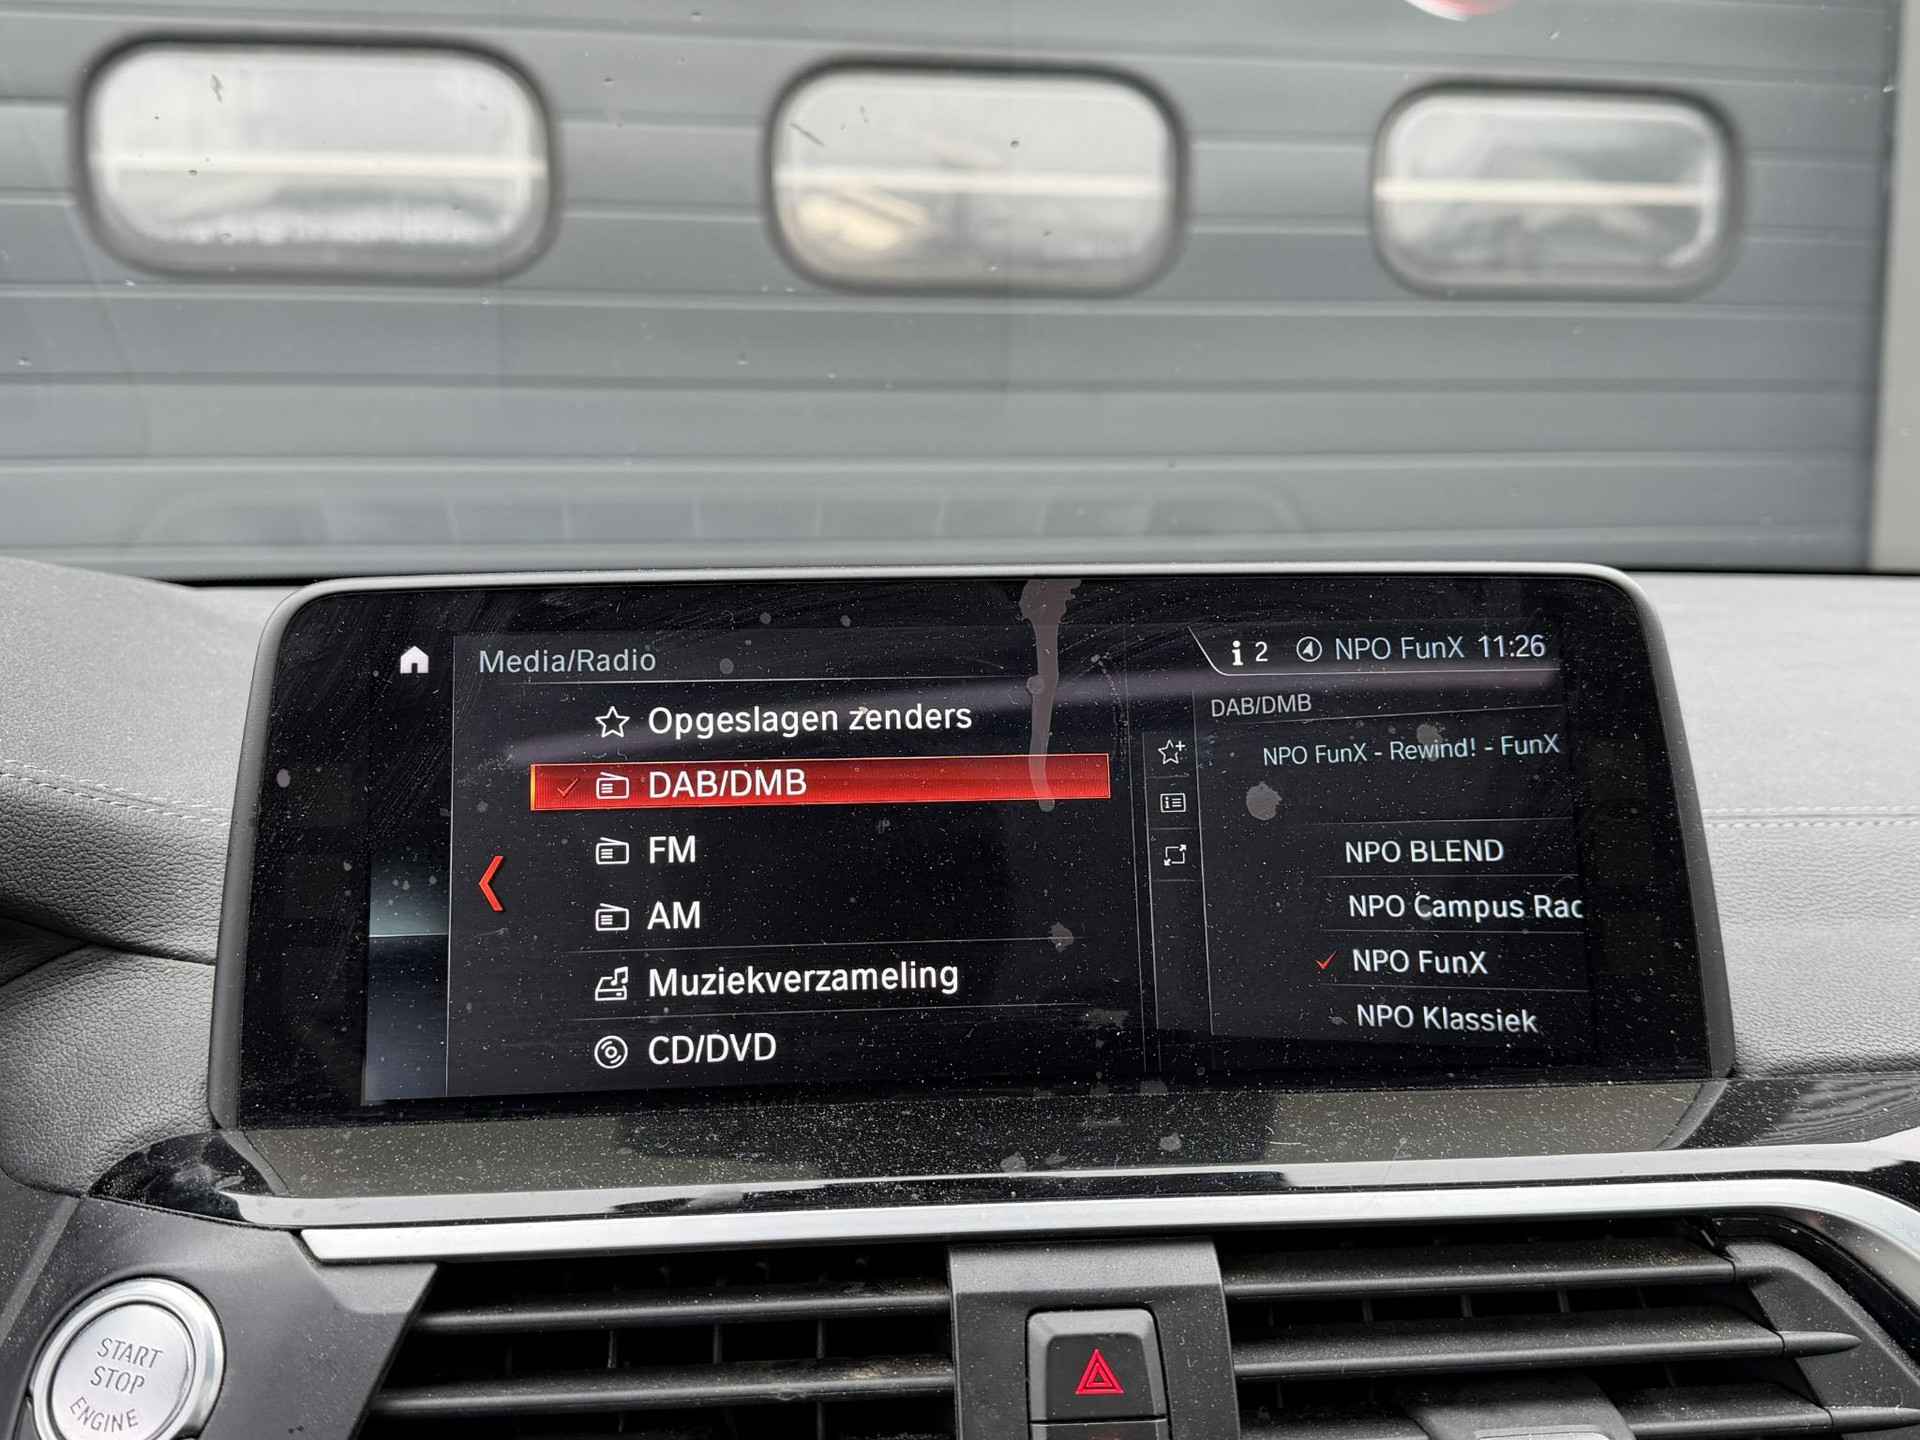 Media/Radio
2 NPO FunX 11:26
Opgeslagen zenders
DAB/DMB
FM
AM
Muziekverzameling
CD/DVD
DAB/DMB
NPO FunX - Rewind! - FunX
NPO BLEND
NPO Campus Rac
NPO FunX
NPO Klassiek
START
STOP
ENGINE